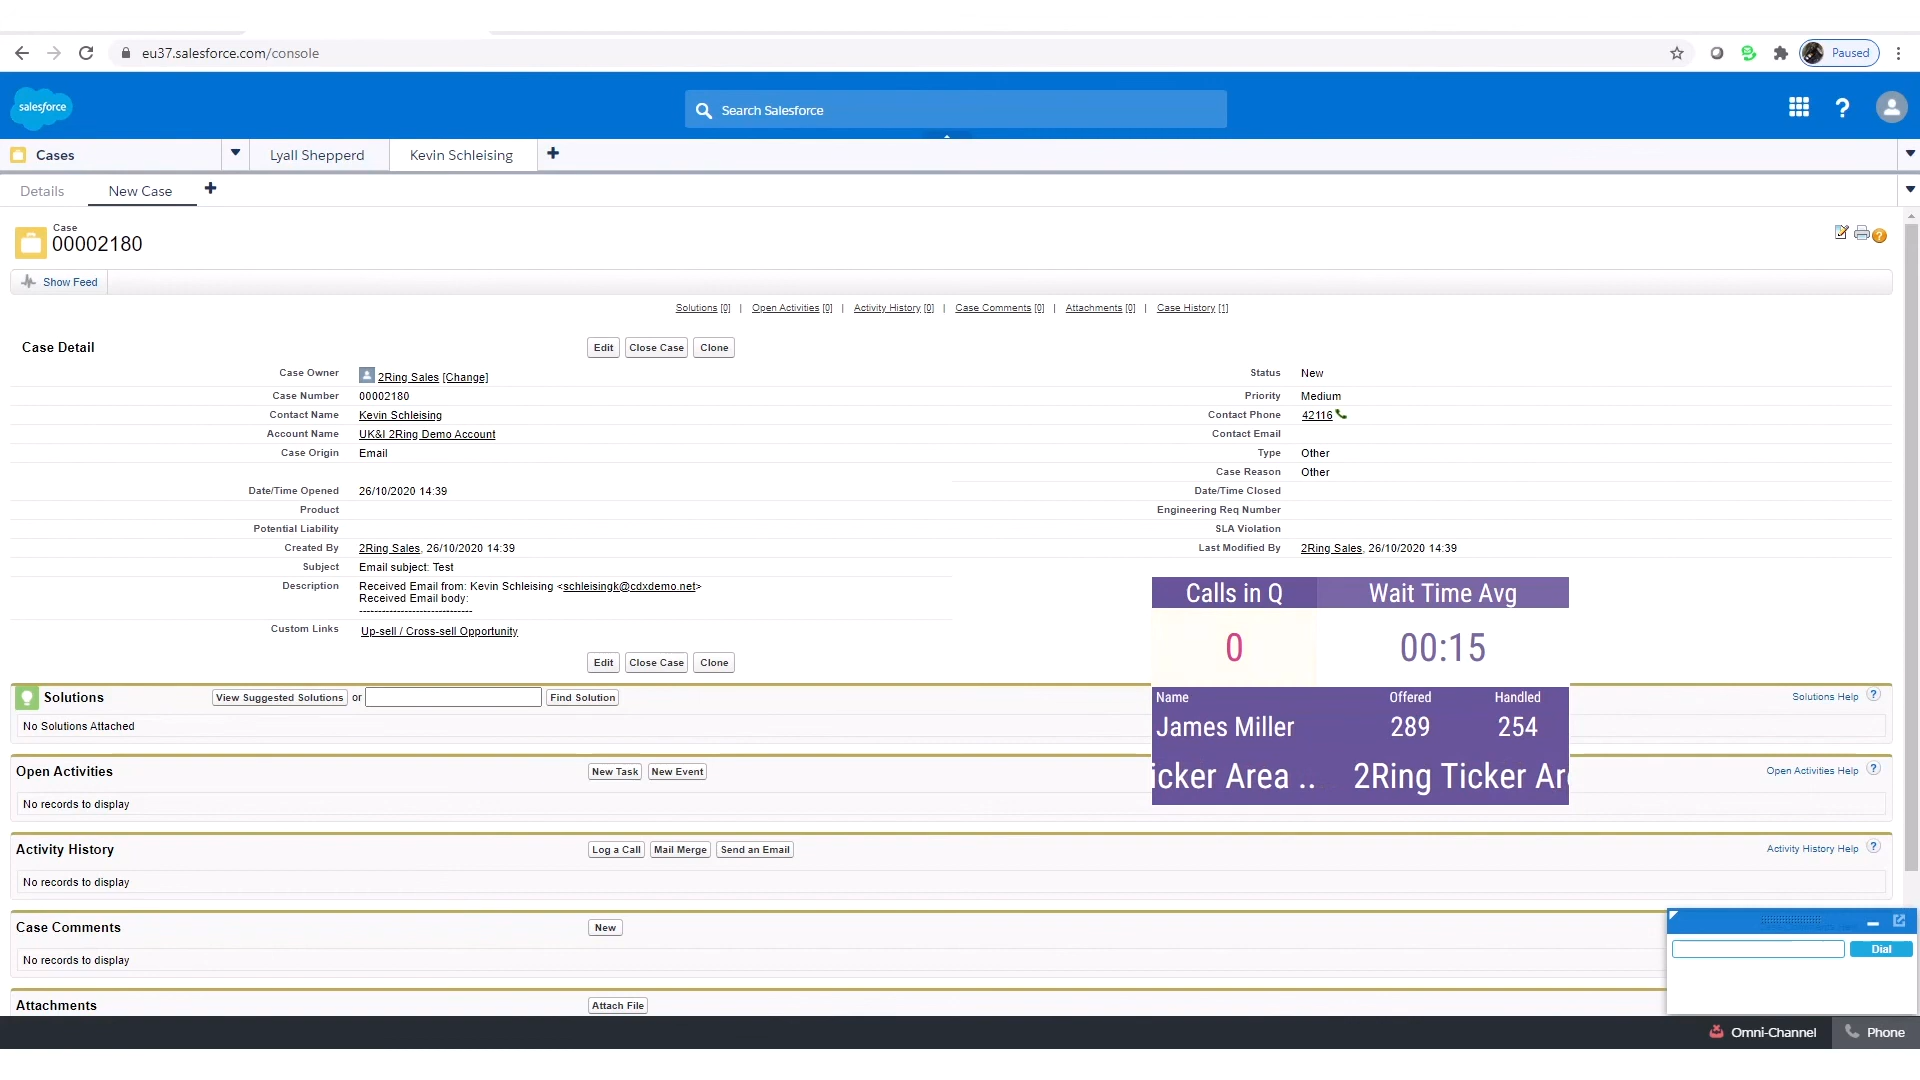 eu37.salesforce.com/console
Paused
salesforce
Search Salesforce
Cases
Lyall Shepperd
Kevin Schleising
Details
New Case
Case
00002180
Show Feed
Solutions [0] | Open Activities [0] | Activity History [0] | Case Comments [0] | Attachments [0] | Case History [1]
Case Detail
Edit
Close Case
Clone
Case Owner 2Ring Sales [Change]
Status New
Case Number 00002180
Priority Medium
Contact Name Kevin Schleising
Contact Phone 42116
Account Name UK&I 2Ring Demo Account
Contact Email
Case Origin Email
Type Other
Case Reason Other
Date/Time Opened 26/10/2020 14:39
Date/Time Closed
Product
Engineering Req Number
Potential Liability
SLA Violation
Created By 2Ring Sales, 26/10/2020 14:39
Last Modified By 2Ring Sales, 26/10/2020 14:39
Subject Email subject: Test
Description Received Email from: Kevin Schleising <schleisingk@cdxdemo.net>
Received Email body:
------------------------------
Custom Links Up-sell / Cross-sell Opportunity
Edit
Close Case
Clone
Calls in Q Wait Time Avg
0 00:15
Name Offered Handled
James Miller 289 254
icker Area .. 2Ring Ticker Are
Solutions
View Suggested Solutions or Find Solution
Solutions Help ?
No Solutions Attached
Open Activities
New Task
New Event
Open Activities Help ?
No records to display
Activity History
Log a Call
Mail Merge
Send an Email
Activity History Help ?
No records to display
Case Comments
New
No records to display
Dial
Attachments
Attach File
Omni-Channel
Phone